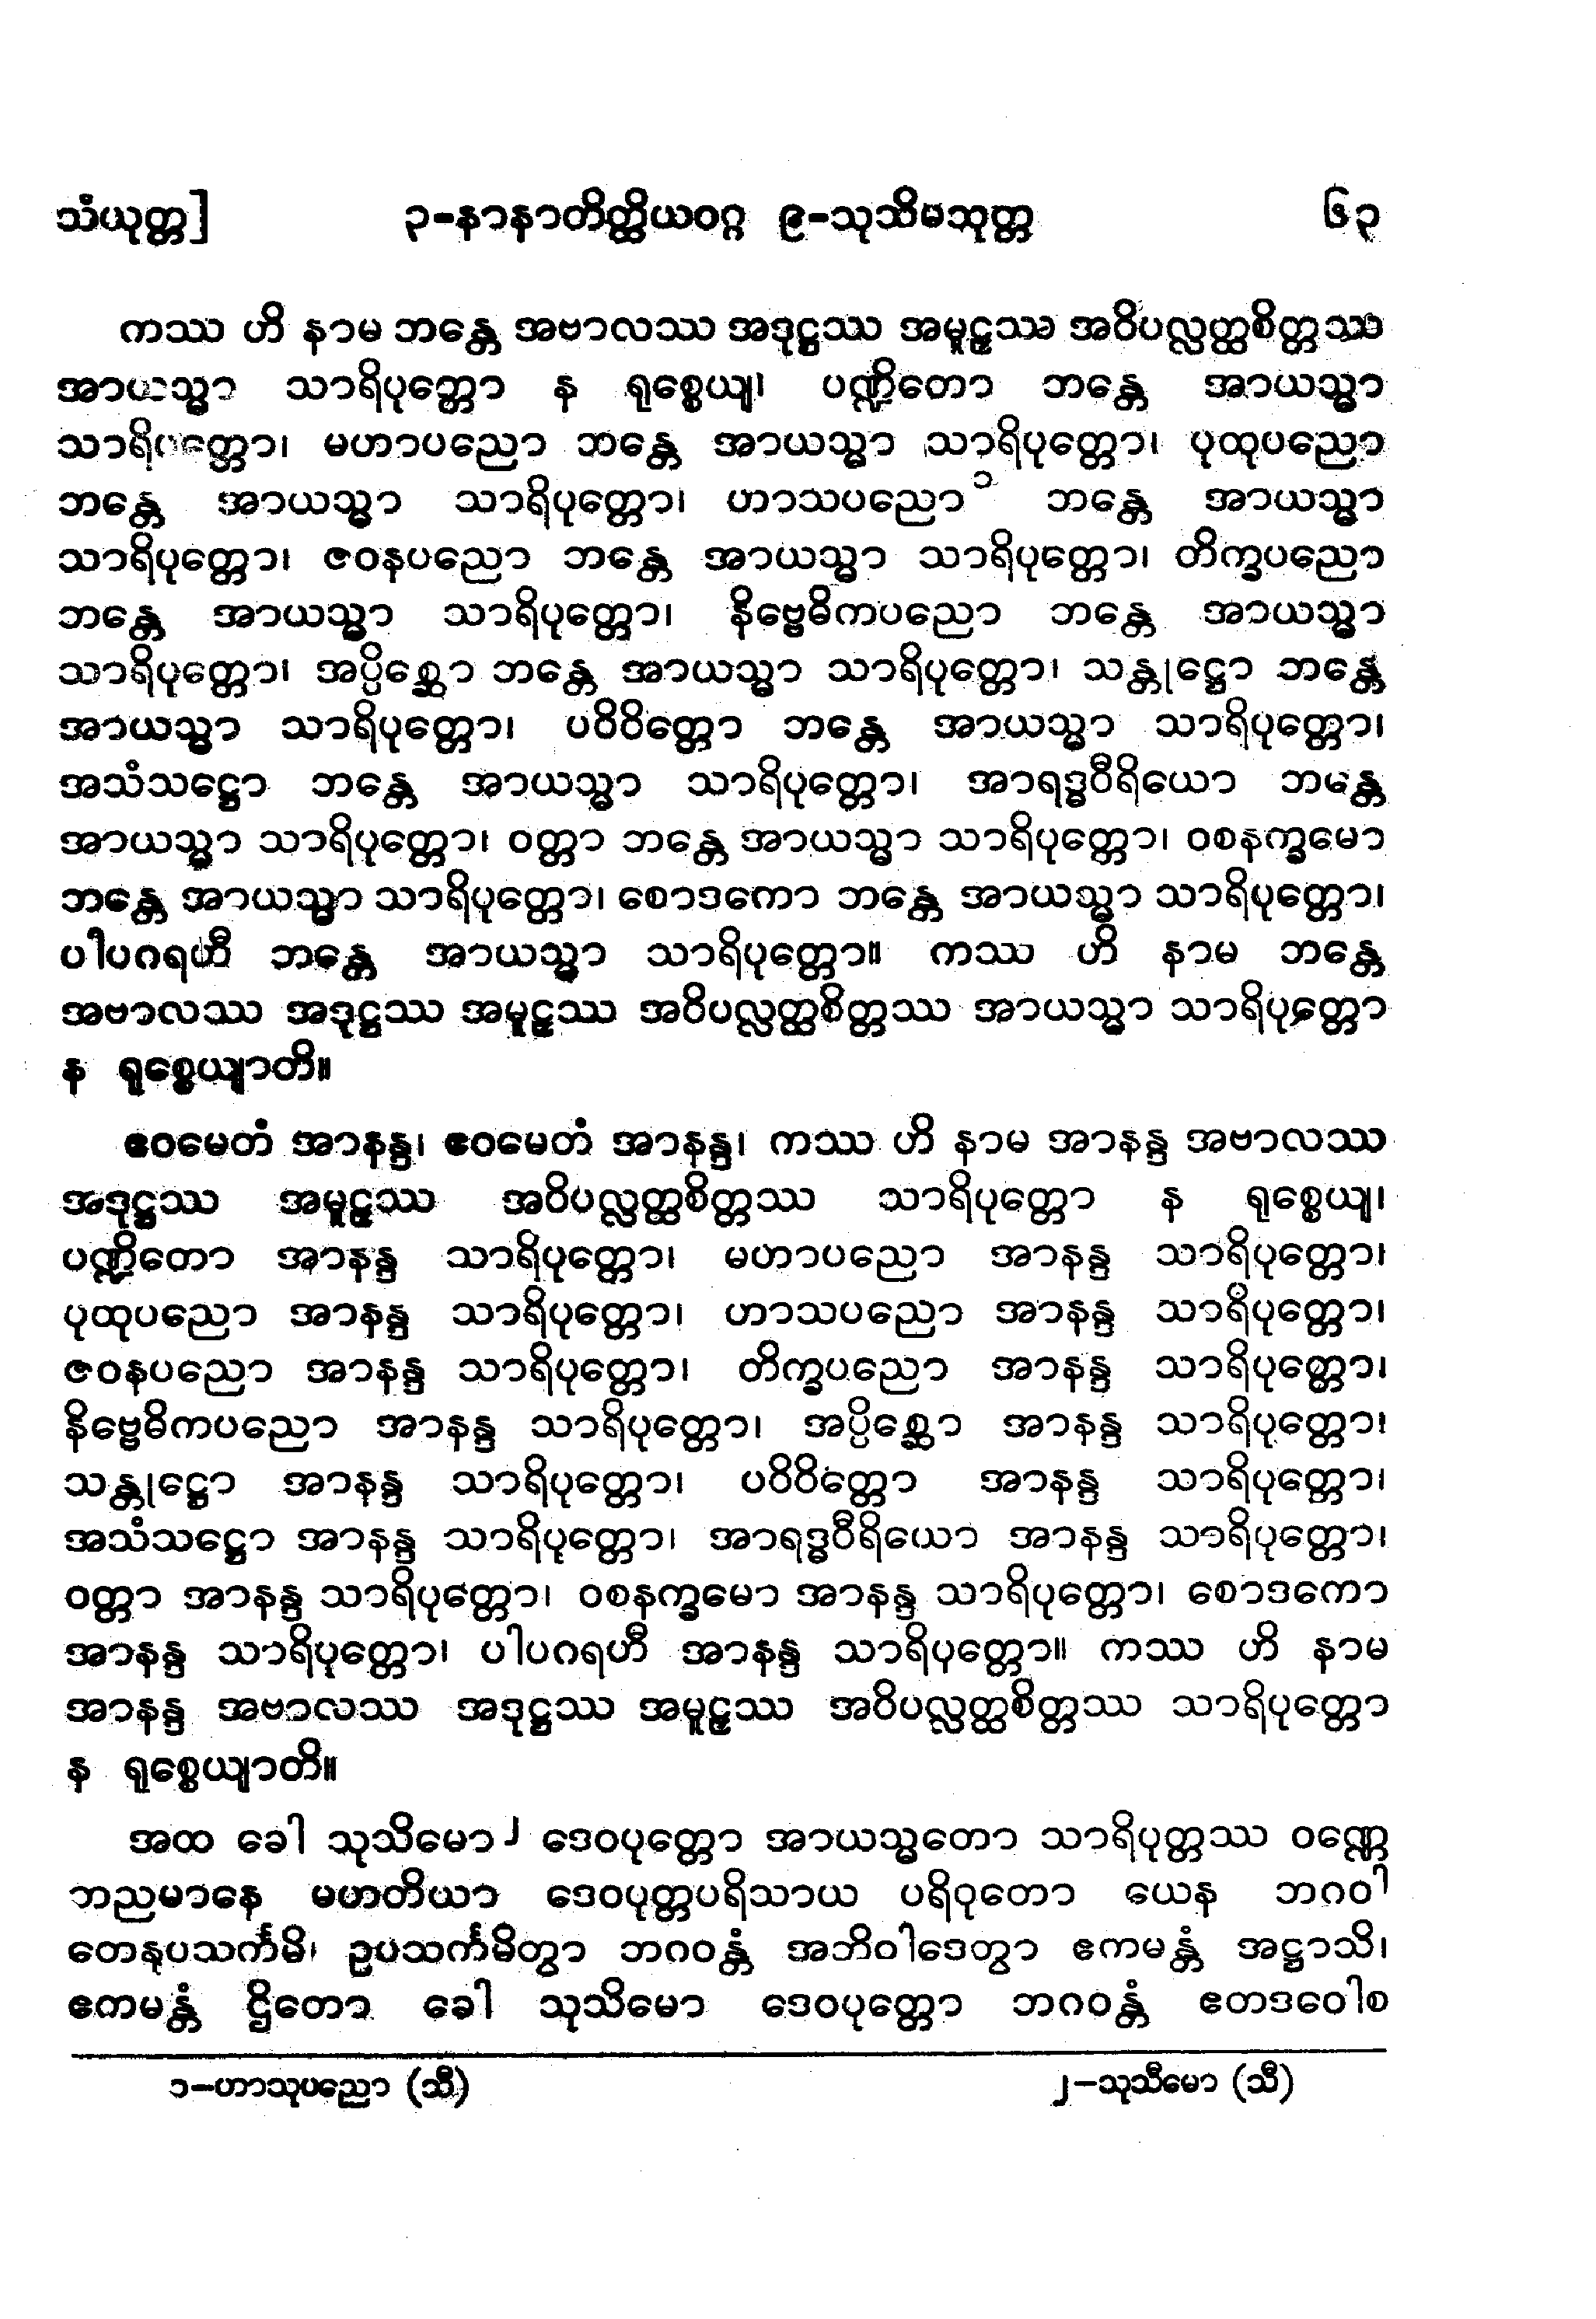 သံယုတ္တ] ၃-နာနာတိတ္ထိယဝဂ္ဂ ၉-သုသိမသုတ္တ ၆၃
ကဿ ဟိ နာမ ဘန္တေ အဗာလဿ အဒုဋ္ဌဿ အမူဠှဿ အဝိပလ္လတ္ထစိတ္တဿ
အာယသ္မာ သာရိပုတ္တော န ရုစ္စေယျ၊ ပဏ္ဍိတော ဘန္တေ အာယသ္မာ
သာရိပုတ္တော၊ မဟာပညော ဘန္တေ အာယသ္မာ သာရိပုတ္တော၊ ပုထုပညော
ဘန္တေ အာယသ္မာ သာရိပုတ္တော၊ ဟာသပညော ၁ ဘန္တေ အာယသ္မာ
သာရိပုတ္တော၊ ဇဝနပညော ဘန္တေ အာယသ္မာ သာရိပုတ္တော၊ တိက္ခပညော
ဘန္တေ အာယသ္မာ သာရိပုတ္တော၊ နိဗ္ဗေဓိကပညော ဘန္တေ အာယသ္မာ
သာရိပုတ္တော၊ အပ္ပိစ္ဆော ဘန္တေ အာယသ္မာ သာရိပုတ္တော၊ သန္တုဋ္ဌော ဘန္တေ
အာယသ္မာ သာရိပုတ္တော၊ ပဝိဝိတ္တော ဘန္တေ အာယသ္မာ သာရိပုတ္တော၊
အသံသဋ္ဌော ဘန္တေ အာယသ္မာ သာရိပုတ္တော၊ အာရဒ္ဓဝီရိယော ဘန္တေ
အာယသ္မာ သာရိပုတ္တော၊ ဝတ္တာ ဘန္တေ အာယသ္မာ သာရိပုတ္တော၊ ဝစနက္ခမော
ဘန္တေ အာယသ္မာ သာရိပုတ္တော၊ စောဒကော ဘန္တေ အာယသ္မာ သာရိပုတ္တော၊
ပါပဂရဟီ ဘန္တေ အာယသ္မာ သာရိပုတ္တော။ ကဿ ဟိ နာမ ဘန္တေ
အဗာလဿ အဒုဋ္ဌဿ အမူဠှဿ အဝိပလ္လတ္ထစိတ္တဿ အာယသ္မာ သာရိပုတ္တော
န ရုစ္စေယျာတိ။
ဧဝမေတံ အာနန္ဒ၊ ဧဝမေတံ အာနန္ဒ၊ ကဿ ဟိ နာမ အာနန္ဒ အဗာလဿ
အဒုဋ္ဌဿ အမူဠှဿ အဝိပလ္လတ္ထစိတ္တဿ သာရိပုတ္တော န ရုစ္စေယျ၊
ပဏ္ဍိတော အာနန္ဒ သာရိပုတ္တော၊ မဟာပညော အာနန္ဒ သာရိပုတ္တော၊
ပုထုပညော အာနန္ဒ သာရိပုတ္တော၊ ဟာသပညော အာနန္ဒ သာရိပုတ္တော၊
ဇဝနပညော အာနန္ဒ သာရိပုတ္တော၊ တိက္ခပညော အာနန္ဒ သာရိပုတ္တော၊
နိဗ္ဗေဓိကပညော အာနန္ဒ သာရိပုတ္တော၊ အပ္ပိစ္ဆော အာနန္ဒ သာရိပုတ္တော၊
သန္တုဋ္ဌော အာနန္ဒ သာရိပုတ္တော၊ ပဝိဝိတ္တော အာနန္ဒ သာရိပုတ္တော၊
အသံသဋ္ဌော အာနန္ဒ သာရိပုတ္တော၊ အာရဒ္ဓဝီရိယော အာနန္ဒ သာရိပုတ္တော၊
ဝတ္တာ အာနန္ဒ သာရိပုတ္တော၊ ဝစနက္ခမော အာနန္ဒ သာရိပုတ္တော၊ စောဒကော
အာနန္ဒ သာရိပုတ္တော၊ ပါပဂရဟီ အာနန္ဒ သာရိပုတ္တော။ ကဿ ဟိ နာမ
အာနန္ဒ အဗာလဿ အဒုဋ္ဌဿ အမူဠှဿ အဝိပလ္လတ္ထစိတ္တဿ သာရိပုတ္တော
န ရုစ္စေယျာတိ။
အထ ခေါ သုသိမော ၂ ဒေဝပုတ္တော အာယသ္မတော သာရိပုတ္တဿ ဝဏ္ဏေ
ဘညမာနေ မဟတိယာ ဒေဝပုတ္တပရိသာယ ပရိဝုတော ယေန ဘဂဝါ
တေနုပသင်္ကမိ၊ ဥပသင်္ကမိတွာ ဘဂဝန္တံ အဘိဝါဒေတွာ ဧကမန္တံ အဋ္ဌာသိ၊
ဧကမန္တံ ဌိတော ခေါ သုသိမော ဒေဝပုတ္တော ဘဂဝန္တံ ဧတဒဝေါစ
၁-ဟာသုပညော (သီ) ၂-သုသီမော (သီ)